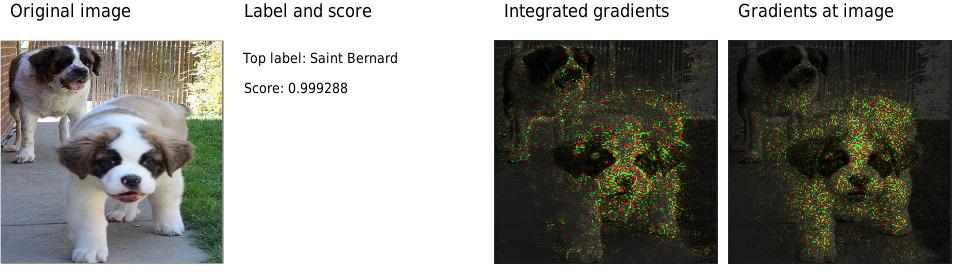 Original image
Label and score
Integrated gradients
Gradients at image
Top label: Saint Bernard
Score: 0.999288